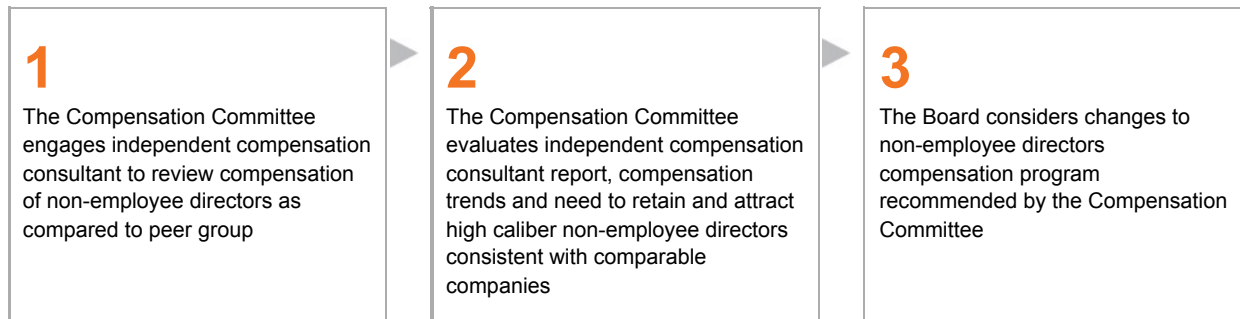 1
The Compensation Committee
engages independent compensation
consultant to review compensation
of non-employee directors as
compared to peer group
2
The Compensation Committee
evaluates independent compensation
consultant report, compensation
trends and need to retain and attract
high caliber non-employee directors
consistent with comparable
companies
3
The Board considers changes to
non-employee directors
compensation program
recommended by the Compensation
Committee